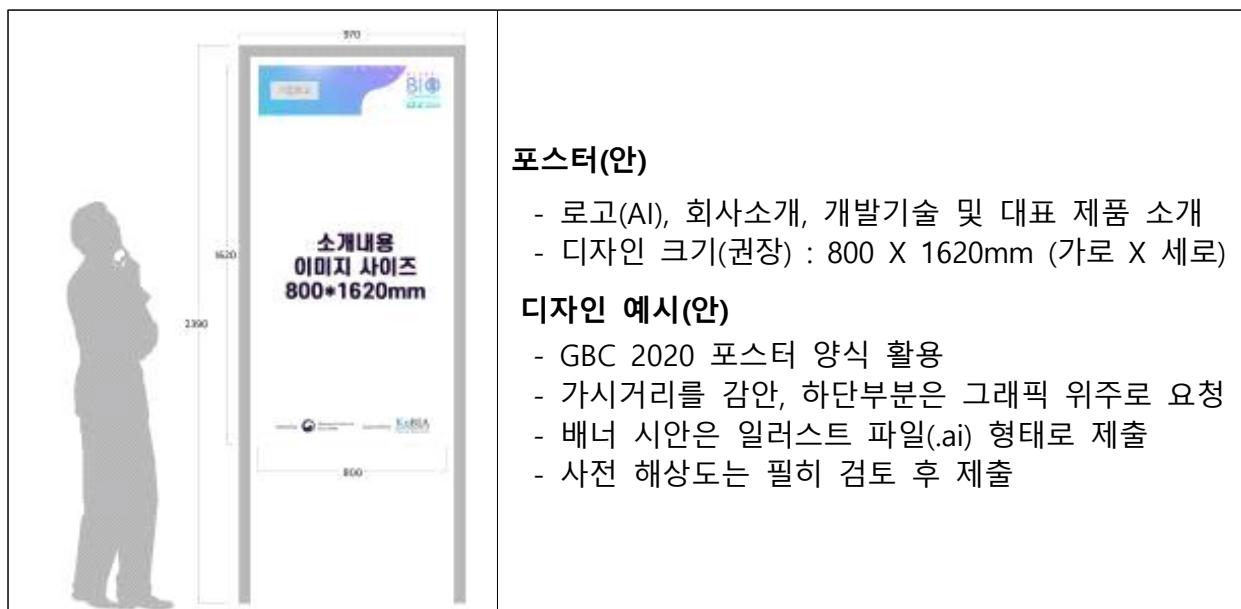 970
BIO
1620
2390
소개내용
이미지 사이즈
800*1620mm
KoBIA
800
포스터(안)
- 로고(AI), 회사소개, 개발기술 및 대표 제품 소개
- 디자인 크기(권장) : 800 X 1620mm (가로 X 세로)
디자인 예시(안)
- GBC 2020 포스터 양식 활용
- 가시거리를 감안, 하단부분은 그래픽 위주로 요청
- 배너 시안은 일러스트 파일(.ai) 형태로 제출
- 사전 해상도는 필히 검토 후 제출